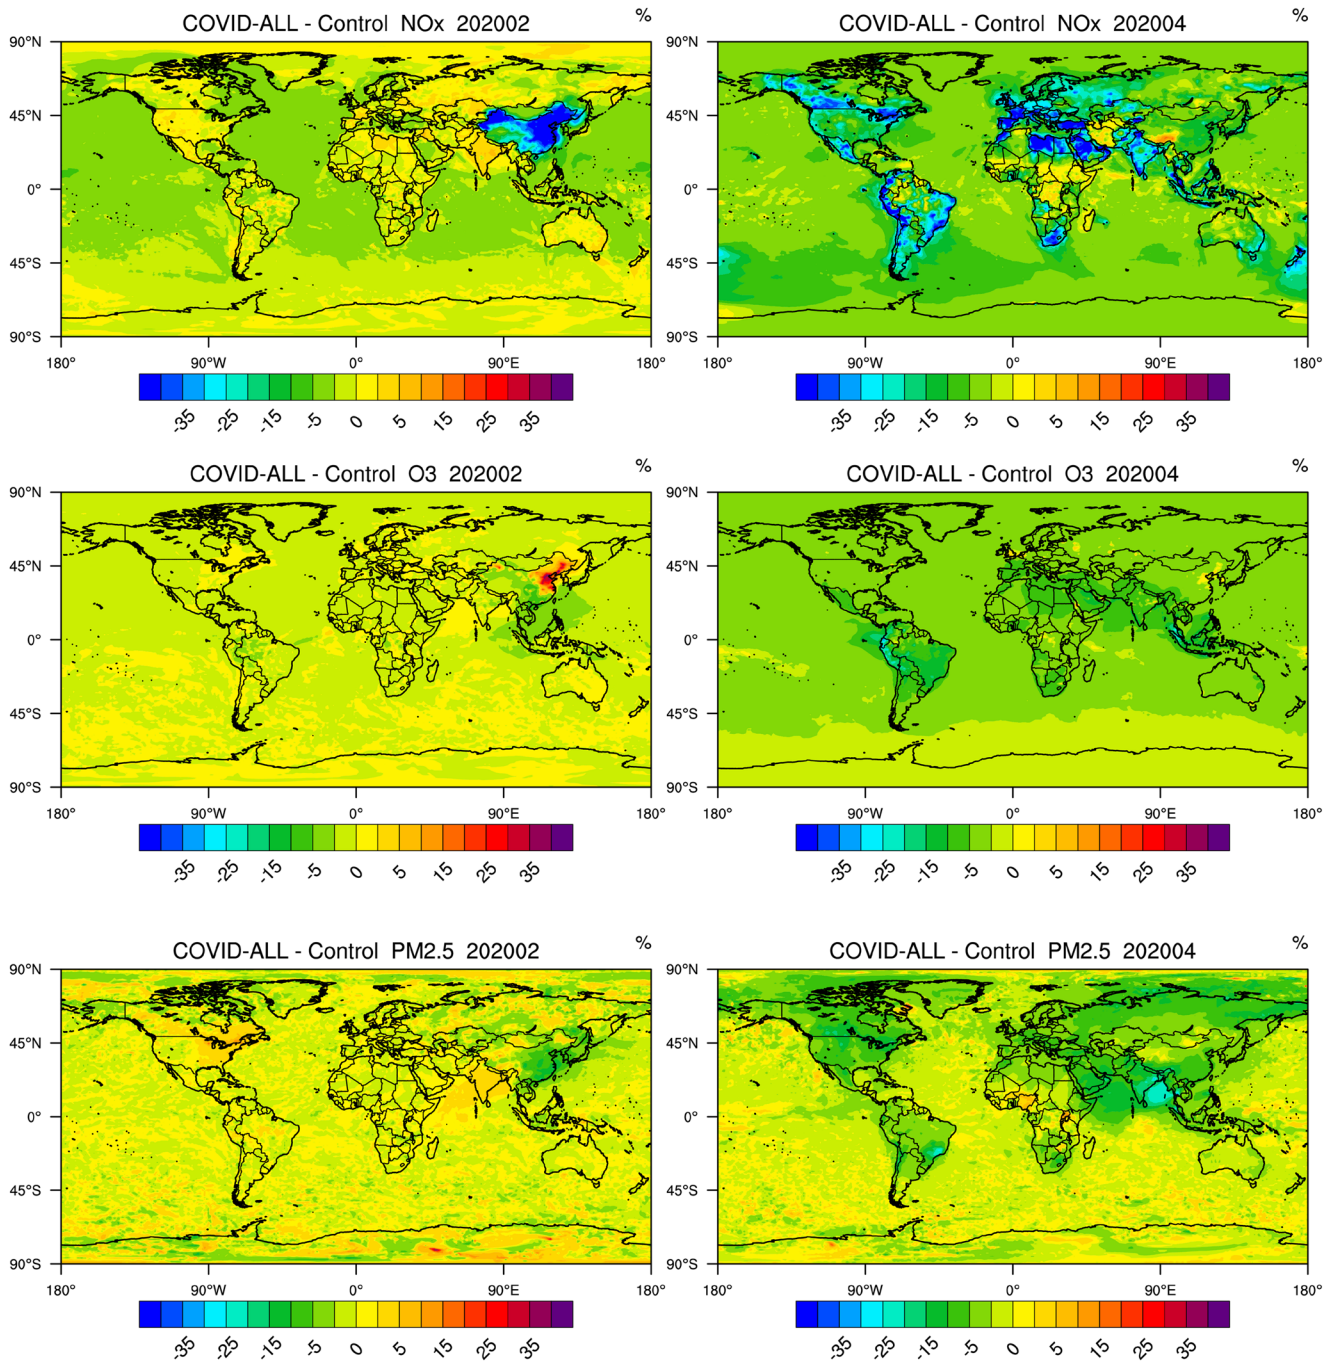 COVID-ALL - Control NOx 202002 %
90°N
45°N
0°
45°S
90°S
180° 90°W 0° 90°E 180°
-35 -25 -15 -5 0 5 15 25 35
COVID-ALL - Control NOx 202004 %
90°N
45°N
0°
45°S
90°S
180° 90°W 0° 90°E 180°
-35 -25 -15 -5 0 5 15 25 35
COVID-ALL - Control O3 202002 %
90°N
45°N
0°
45°S
90°S
180° 90°W 0° 90°E 180°
-35 -25 -15 -5 0 5 15 25 35
COVID-ALL - Control O3 202004 %
90°N
45°N
0°
45°S
90°S
180° 90°W 0° 90°E 180°
-35 -25 -15 -5 0 5 15 25 35
COVID-ALL - Control PM2.5 202002 %
90°N
45°N
0°
45°S
90°S
180° 90°W 0° 90°E 180°
-35 -25 -15 -5 0 5 15 25 35
COVID-ALL - Control PM2.5 202004 %
90°N
45°N
0°
45°S
90°S
180° 90°W 0° 90°E 180°
-35 -25 -15 -5 0 5 15 25 35